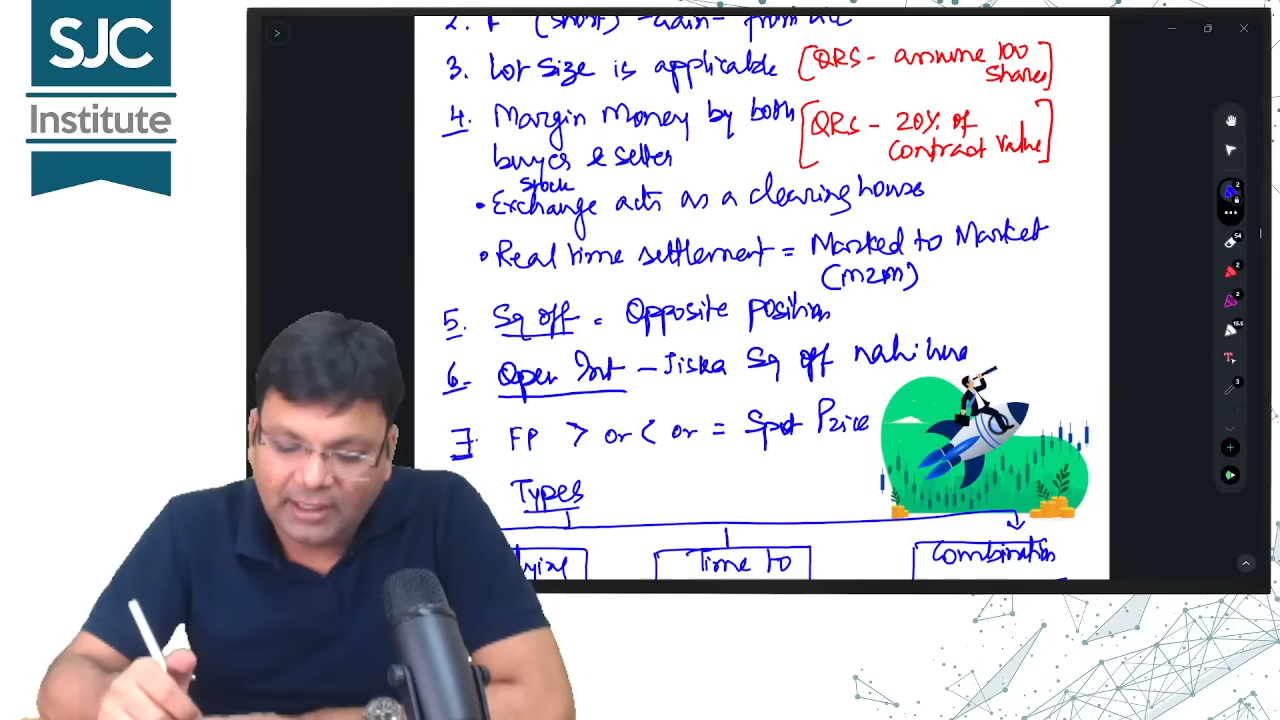 SJC
Institute
3. Lot Size is applicable [QRS - assume 100 Shares]
4. Margin Money by both [QRS - 20% of Contract Value]
buyer & seller
Stock
• Exchange acts as a clearing house
• Real time settlement = Marked to Market
(M2M)
5. Sq off = Opposite position
6. Open Int - Jiska Sq off nahi hua
7. FP > or < or = Spot Price
Types
Time to
Combination